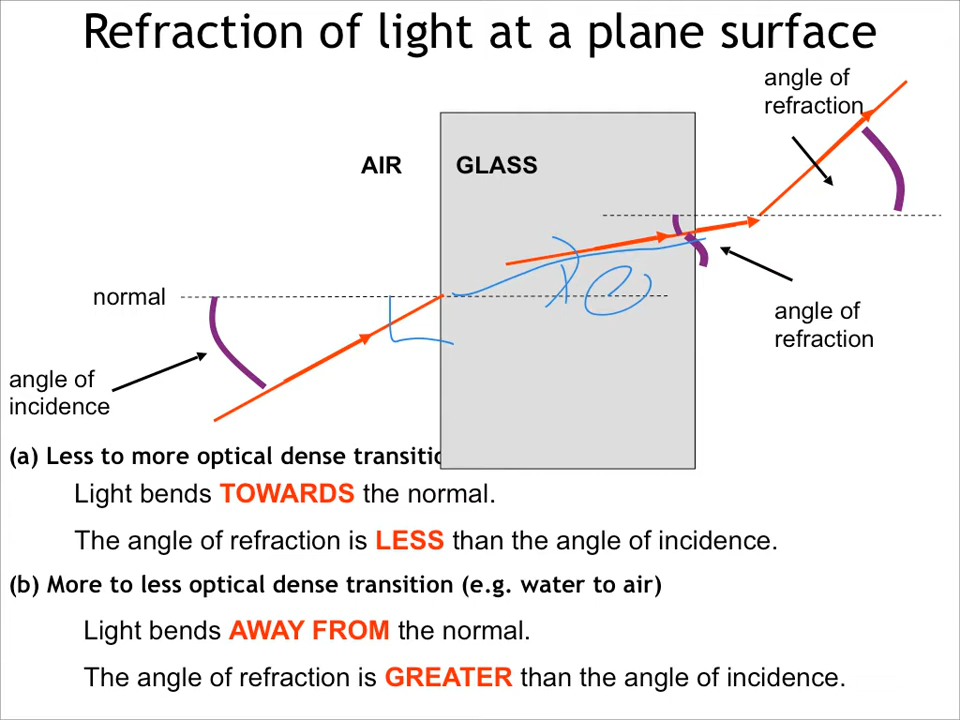 Refraction of light at a plane surface
angle of
refraction
AIR
GLASS
normal
angle of
refraction
angle of
incidence
(a) Less to more optical dense
Light bends TOWARDS the normal.
The angle of refraction is LESS than the angle of incidence.
(b) More to less optical dense transition (e.g. water to air)
Light bends AWAY FROM the normal.
The angle of refraction is GREATER than the angle of incidence.